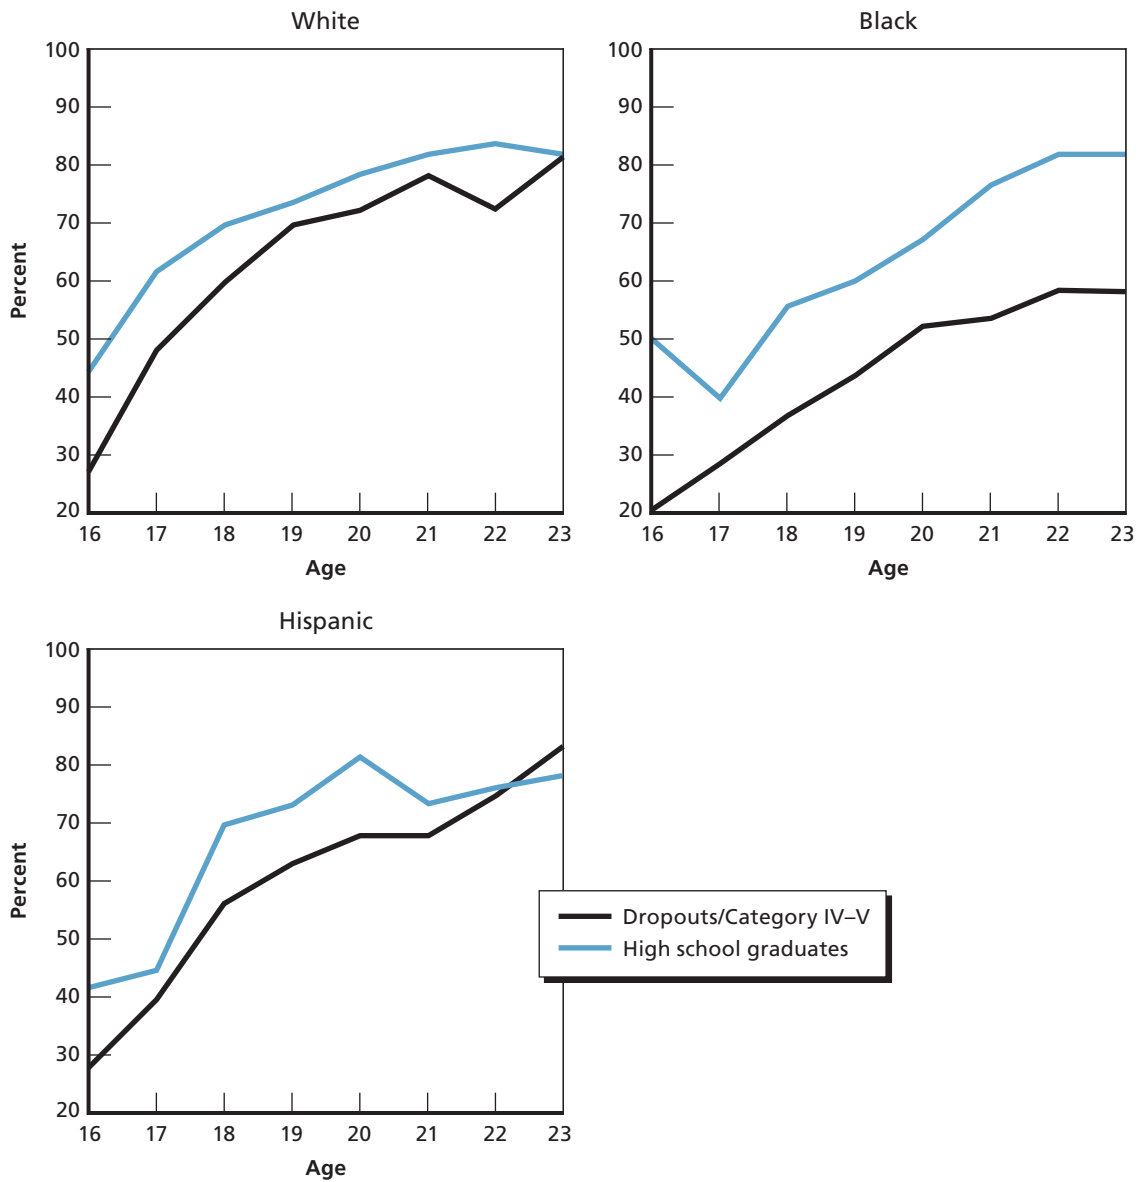 White
Percent
100
90
80
70
60
50
40
30
20
16 17 18 19 20 21 22 23
Age
Black
100
90
80
70
60
50
40
30
20
16 17 18 19 20 21 22 23
Age
Hispanic
Percent
100
90
80
70
60
50
40
30
20
16 17 18 19 20 21 22 23
Age
Dropouts/Category IV–V
High school graduates